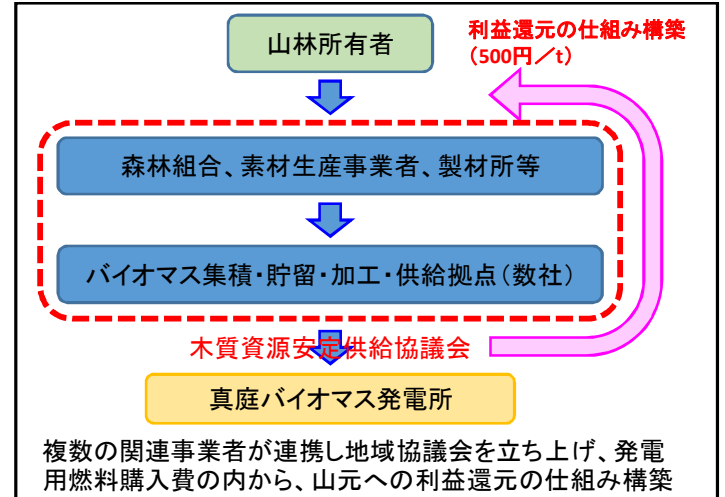 山林所有者
利益還元の仕組み構築
(500円／t)
森林組合、素材生産事業者、製材所等
バイオマス集積・貯留・加工・供給拠点(数社)
木質資源安定供給協議会
真庭バイオマス発電所
複数の関連事業者が連携し地域協議会を立ち上げ、発電
用燃料購入費の内から、山元への利益還元の仕組み構築